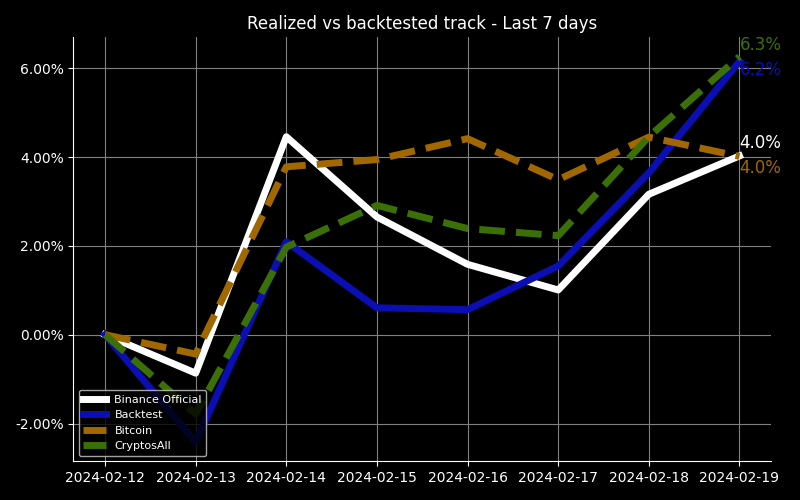 Realized vs backtested track - Last 7 days
6.3%
6.2%
6.00%
4.0%
4.00%
4.0%
2.00%
0.00%
-2.00%
Binance Official
Backtest
Bitcoin
CryptosAll
2024-02-12 2024-02-13 2024-02-14 2024-02-15 2024-02-16 2024-02-17 2024-02-18 2024-02-19